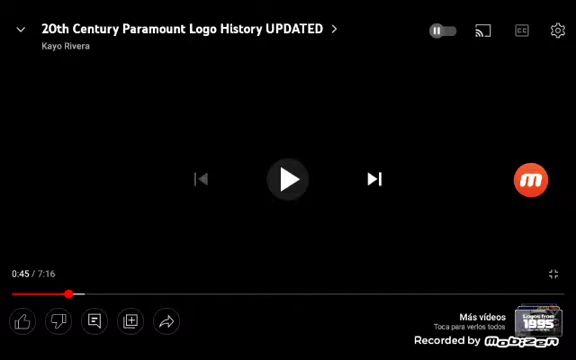 20th Century Paramount Logo History UPDATED
Kayo Rivera
CC
m
0:45 / 7:16
Más vídeos
Toca para verlos todos
Logos from
1995
Recorded by mobizen